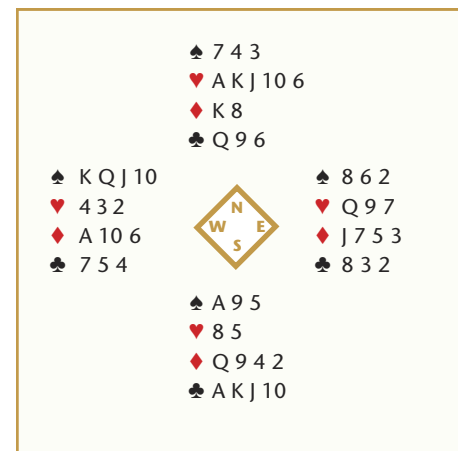 ♠ 7 4 3
♥ A K J 10 6
♦ K 8
♣ Q 9 6
♠ K Q J 10
♥ 4 3 2
♦ A 10 6
♣ 7 5 4
N
W E
S
♠ 8 6 2
♥ Q 9 7
♦ J 7 5 3
♣ 8 3 2
♠ A 9 5
♥ 8 5
♦ Q 9 4 2
♣ A K J 10